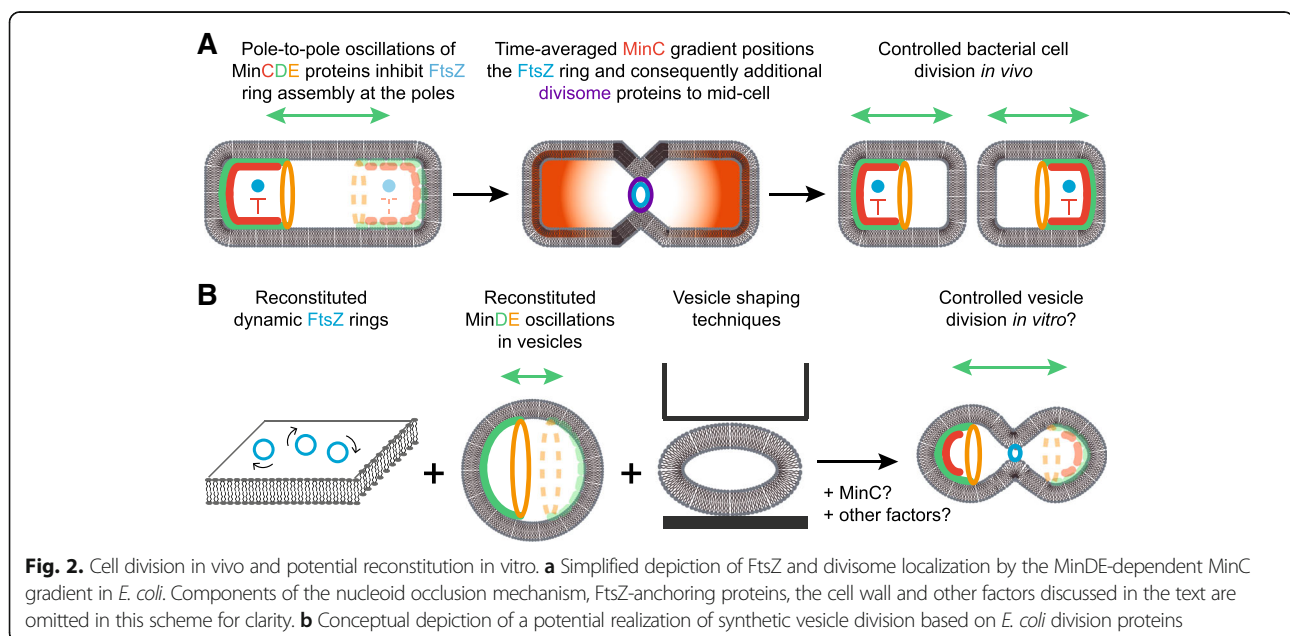 A
Pole-to-pole oscillations of
MinCDE proteins inhibit FtsZ
ring assembly at the poles
Time-averaged MinC gradient positions
the FtsZ ring and consequently additional
divisome proteins to mid-cell
Controlled bacterial cell
division in vivo
B
Reconstituted
dynamic FtsZ rings
Reconstituted
MinDE oscillations
in vesicles
Vesicle shaping
techniques
Controlled vesicle
division in vitro?
+
+
+ MinC?
+ other factors?
Fig. 2. Cell division in vivo and potential reconstitution in vitro. a Simplified depiction of FtsZ and divisome localization by the MinDE-dependent MinC
gradient in E. coli. Components of the nucleoid occlusion mechanism, FtsZ-anchoring proteins, the cell wall and other factors discussed in the text are
omitted in this scheme for clarity. b Conceptual depiction of a potential realization of synthetic vesicle division based on E. coli division proteins